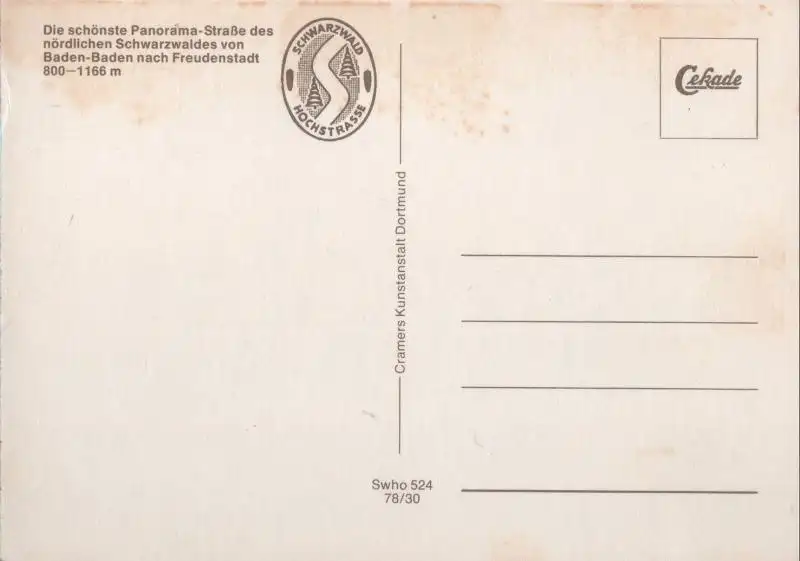 Die schönste Panorama-Straße des
nördlichen Schwarzwaldes von
Baden-Baden nach Freudenstadt
800—1166 m
SCHWARZWALD
HOCHSTRASSE
Cekade
Cramers Kunstanstalt Dortmund
Swho 524
78/30